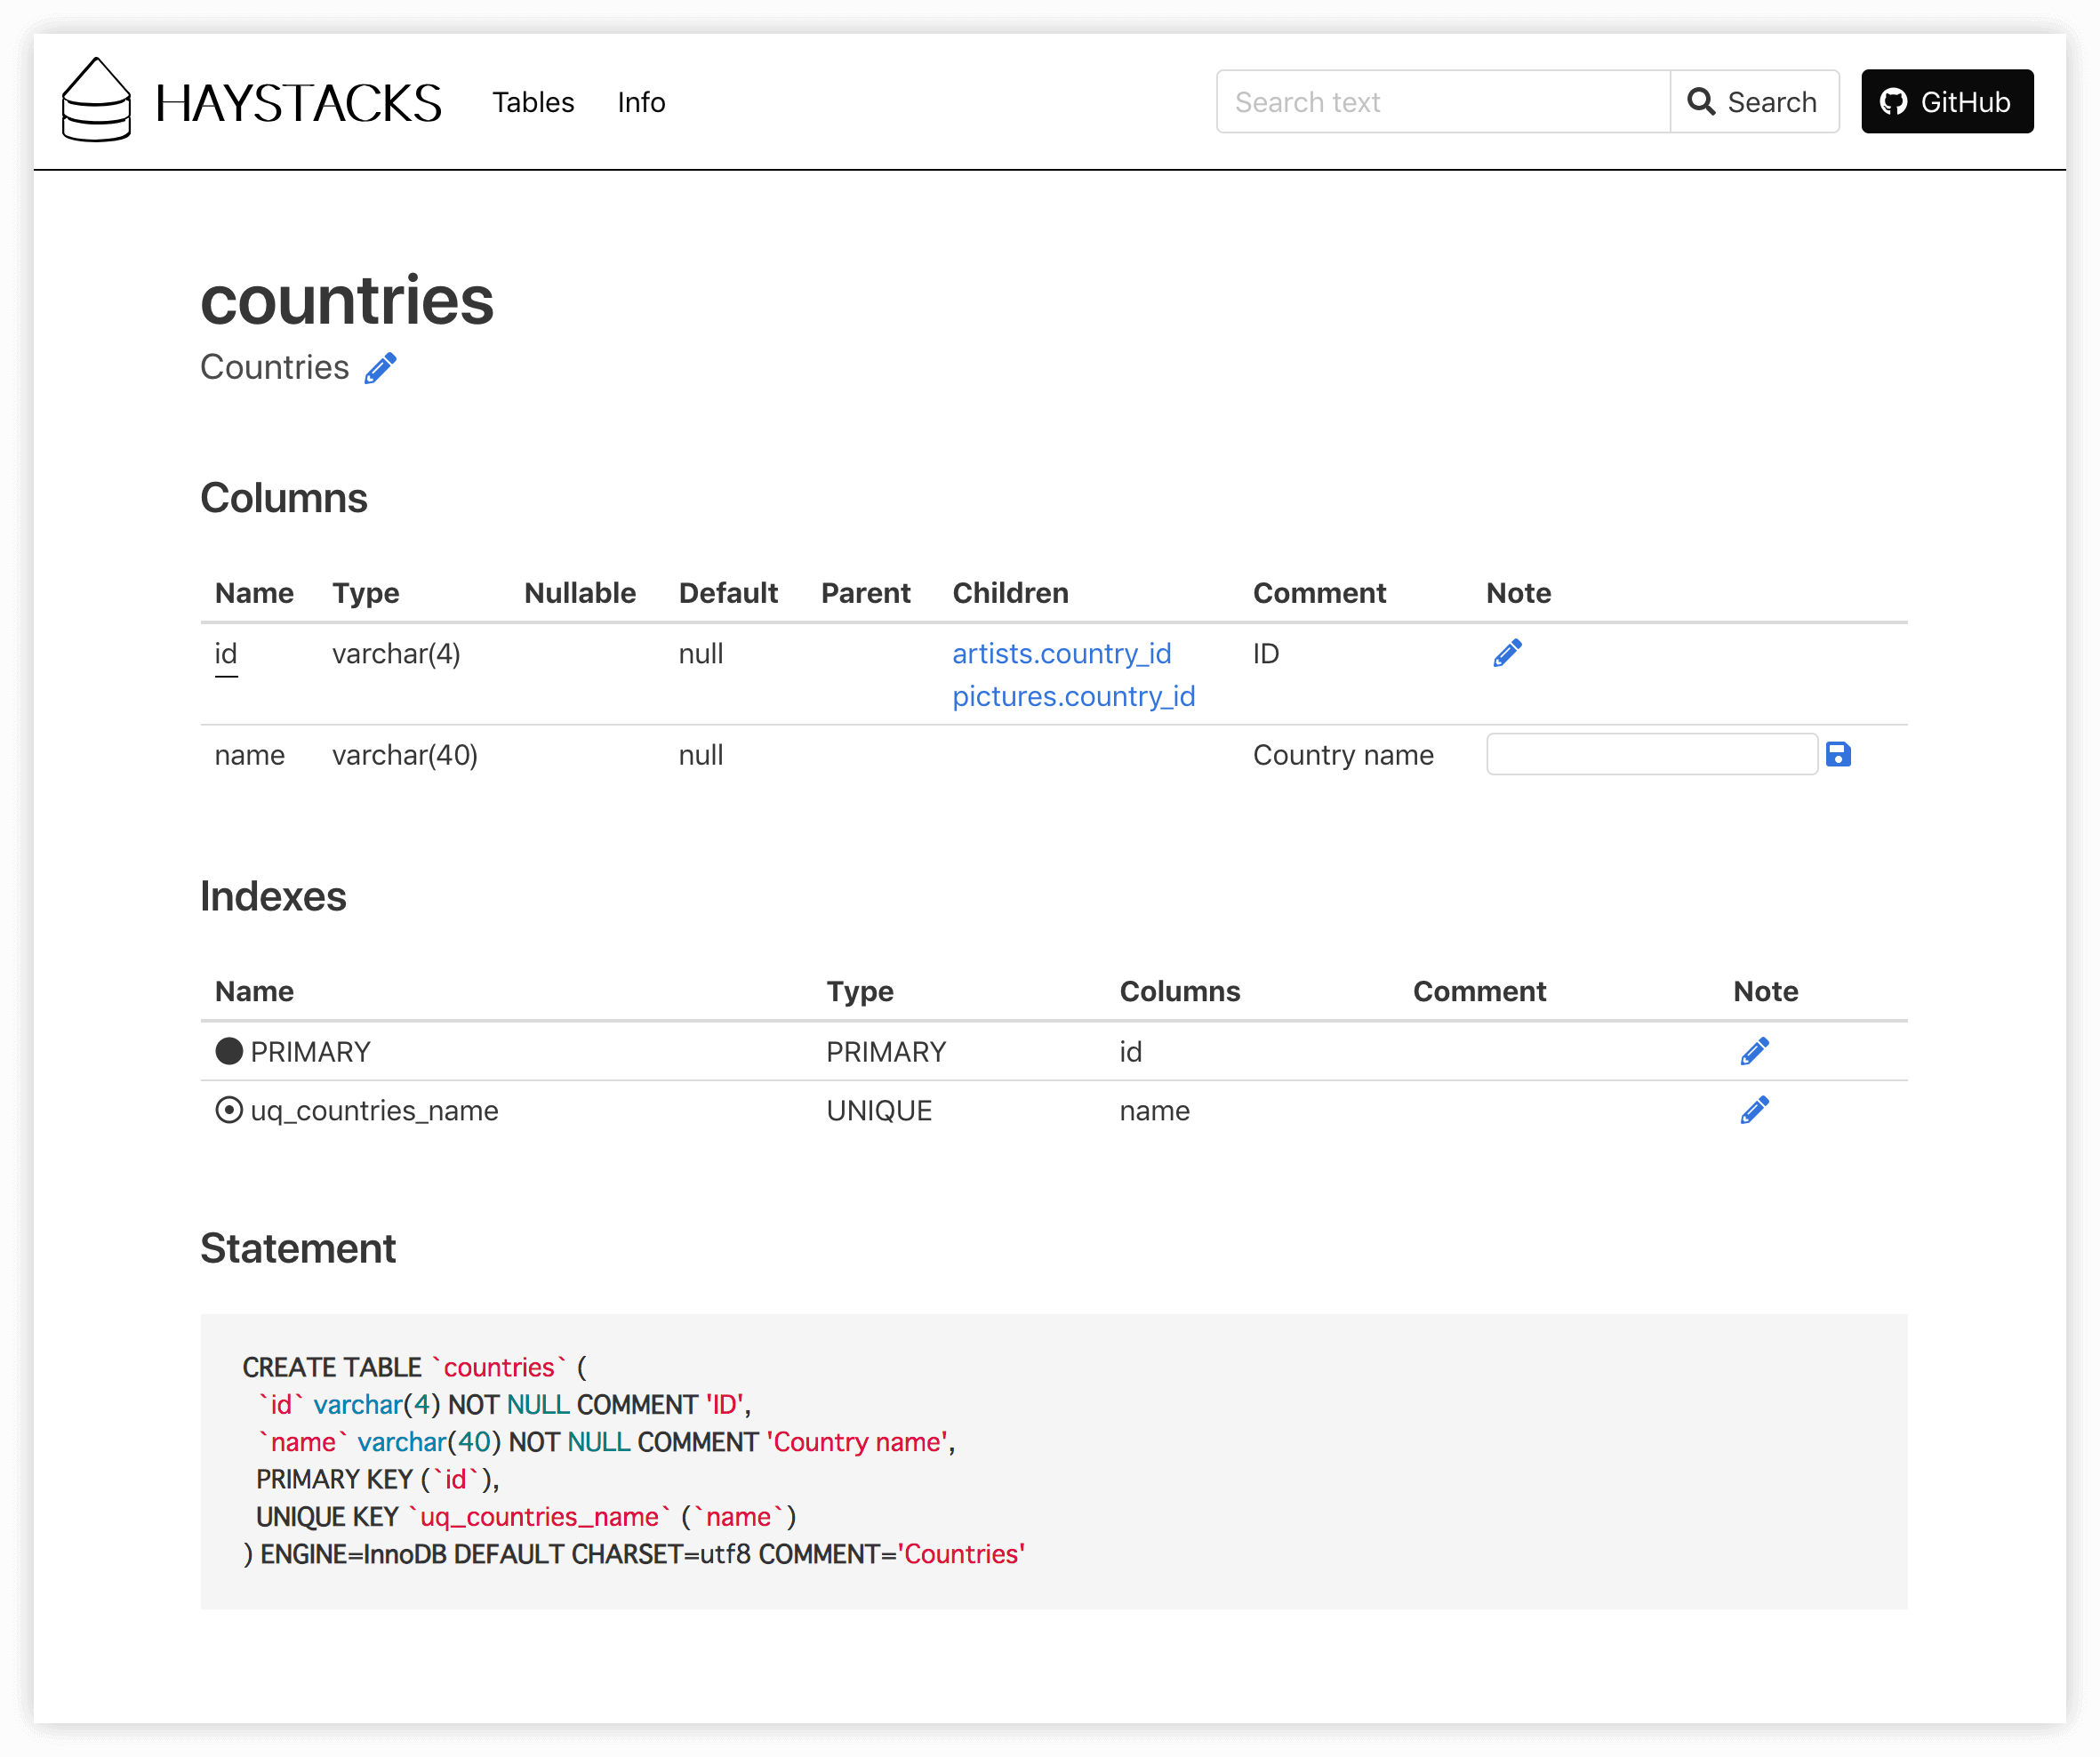 HAYSTACKS Tables Info Search text Search GitHub
countries
Countries
Columns
Name Type Nullable Default Parent Children Comment Note
id varchar(4) null artists.country_id ID
pictures.country_id
name varchar(40) null Country name
Indexes
Name Type Columns Comment Note
PRIMARY PRIMARY id
uq_countries_name UNIQUE name
Statement
CREATE TABLE `countries` (
  `id` varchar(4) NOT NULL COMMENT 'ID',
  `name` varchar(40) NOT NULL COMMENT 'Country name',
  PRIMARY KEY (`id`),
  UNIQUE KEY `uq_countries_name` (`name`)
) ENGINE=InnoDB DEFAULT CHARSET=utf8 COMMENT='Countries'